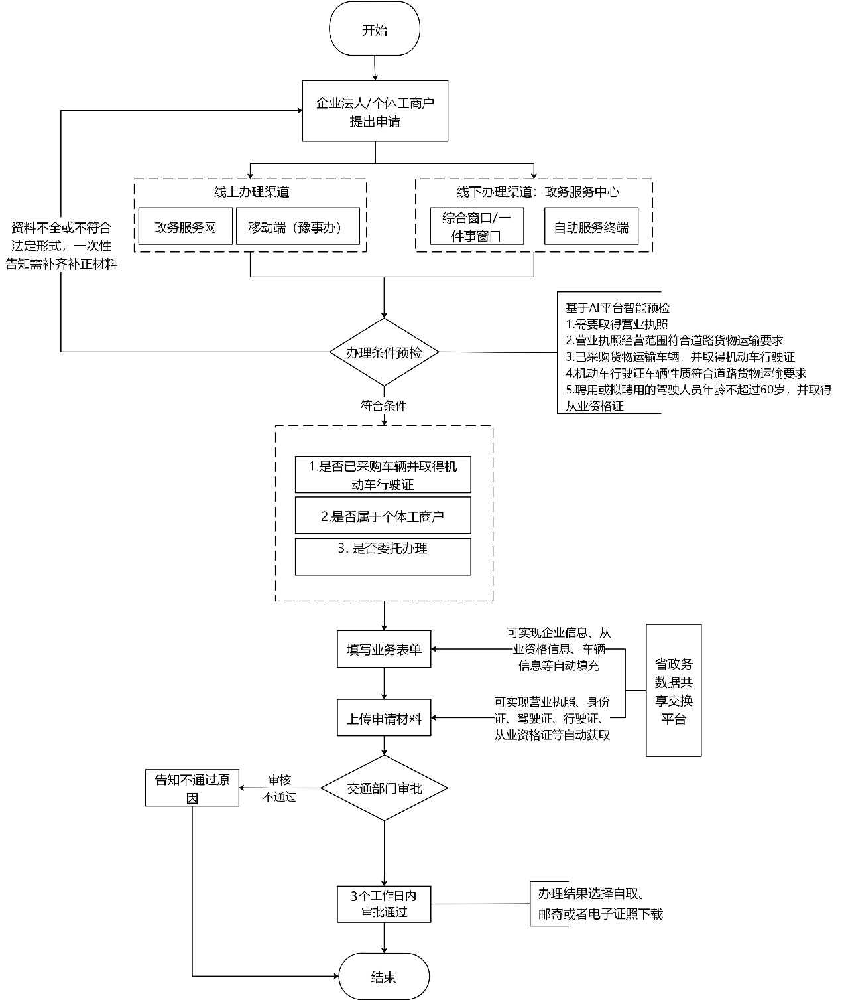 开始
企业法人/个体工商户
提出申请
线上办理渠道
政务服务网
移动端（豫事办）
线下办理渠道：政务服务中心
综合窗口/一
件事窗口
自助服务终端
资料不全或不符合
法定形式，一次性
告知需补齐补正材料
办理条件预检
基于AI平台智能预检
1.需要取得营业执照
2.营业执照经营范围符合道路货物运输要求
3.已采购货物运输车辆，并取得机动车行驶证
4.机动车行驶证车辆性质符合道路货物运输要求
5.聘用或拟聘用的驾驶人员年龄不超过60岁，并取得
从业资格证
符合条件
1.是否已采购车辆并取得机
动车行驶证
2.是否属于个体工商户
3. 是否委托办理
填写业务表单
可实现企业信息、从
业资格信息、车辆
信息等自动填充
省政务
数据共
享交换
平台
上传申请材料
可实现营业执照、身份
证、驾驶证、行驶证、
从业资格证等自动获取
交通部门审批
审核
不通过
告知不通过原
因
3个工作日内
审批通过
办理结果选择自取、
邮寄或者电子证照下载
结束